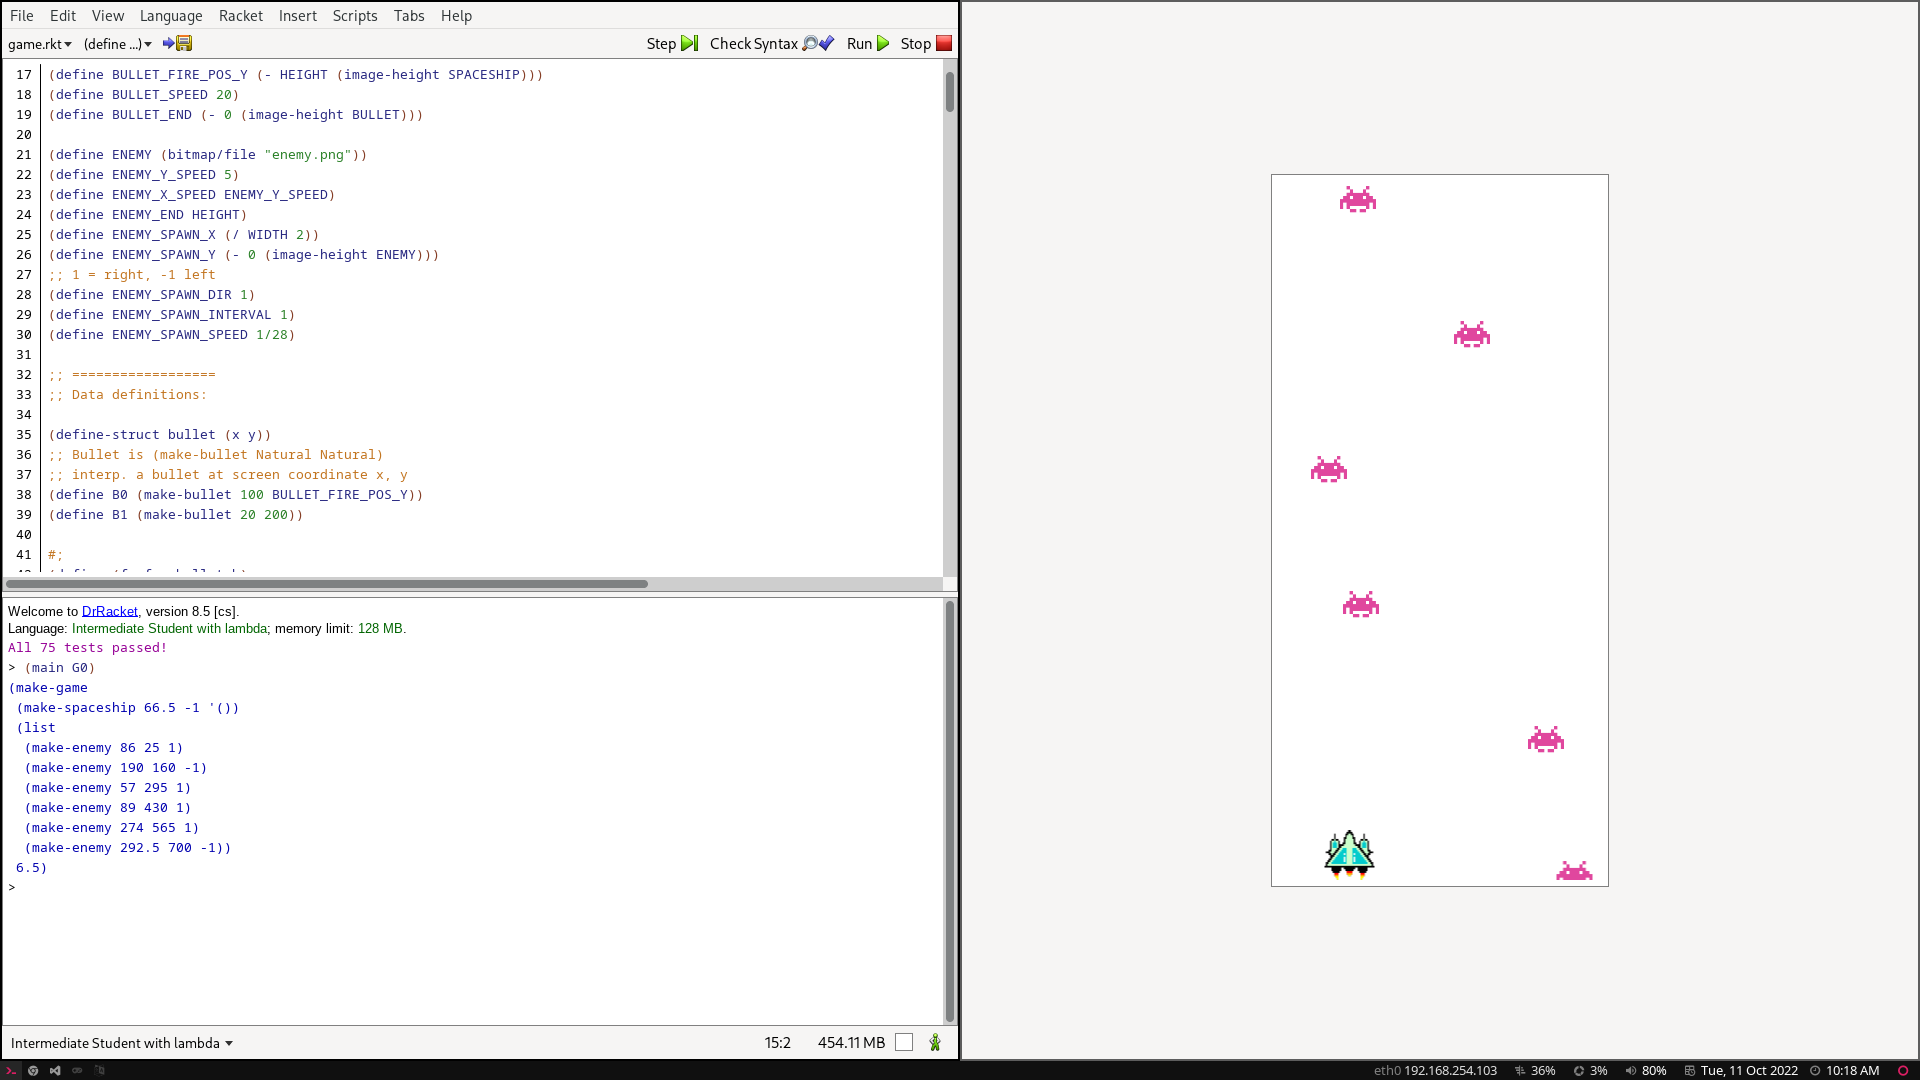 File Edit View Language Racket Insert Scripts Tabs Help
game.rkt (define ...) Step Check Syntax Run Stop
17 (define BULLET_FIRE_POS_Y (- HEIGHT (image-height SPACESHIP)))
18 (define BULLET_SPEED 20)
19 (define BULLET_END (- 0 (image-height BULLET)))
20
21 (define ENEMY (bitmap/file "enemy.png"))
22 (define ENEMY_Y_SPEED 5)
23 (define ENEMY_X_SPEED ENEMY_Y_SPEED)
24 (define ENEMY_END HEIGHT)
25 (define ENEMY_SPAWN_X (/ WIDTH 2))
26 (define ENEMY_SPAWN_Y (- 0 (image-height ENEMY)))
27 ;; 1 = right, -1 left
28 (define ENEMY_SPAWN_DIR 1)
29 (define ENEMY_SPAWN_INTERVAL 1)
30 (define ENEMY_SPAWN_SPEED 1/28)
31
32 ;; ==================
33 ;; Data definitions:
34
35 (define-struct bullet (x y))
36 ;; Bullet is (make-bullet Natural Natural)
37 ;; interp. a bullet at screen coordinate x, y
38 (define B0 (make-bullet 100 BULLET_FIRE_POS_Y))
39 (define B1 (make-bullet 20 200))
40
41 #;
Welcome to DrRacket, version 8.5 [cs].
Language: Intermediate Student with lambda; memory limit: 128 MB.
All 75 tests passed!
> (main G0)
(make-game
(make-spaceship 66.5 -1 '())
(list
(make-enemy 86 25 1)
(make-enemy 190 160 -1)
(make-enemy 57 295 1)
(make-enemy 89 430 1)
(make-enemy 274 565 1)
(make-enemy 292.5 700 -1))
6.5)
>
Intermediate Student with lambda 15:2 454.11 MB
eth0 192.168.254.103 36% 3% 80% Tue, 11 Oct 2022 10:18 AM